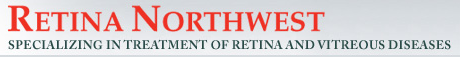 RETINA NORTHWEST
SPECIALIZING IN TREATMENT OF RETINA AND VITREOUS DISEASES